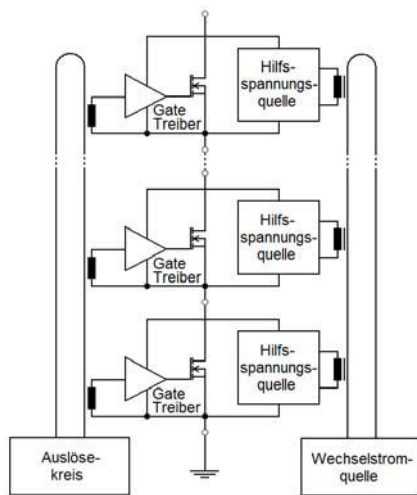 Hilfs-
spannungs-
quelle
Gate
Treiber
Hilfs-
spannungs-
quelle
Gate
Treiber
Hilfs-
spannungs-
quelle
Gate
Treiber
Auslöse-
kreis
Wechselstrom-
quelle